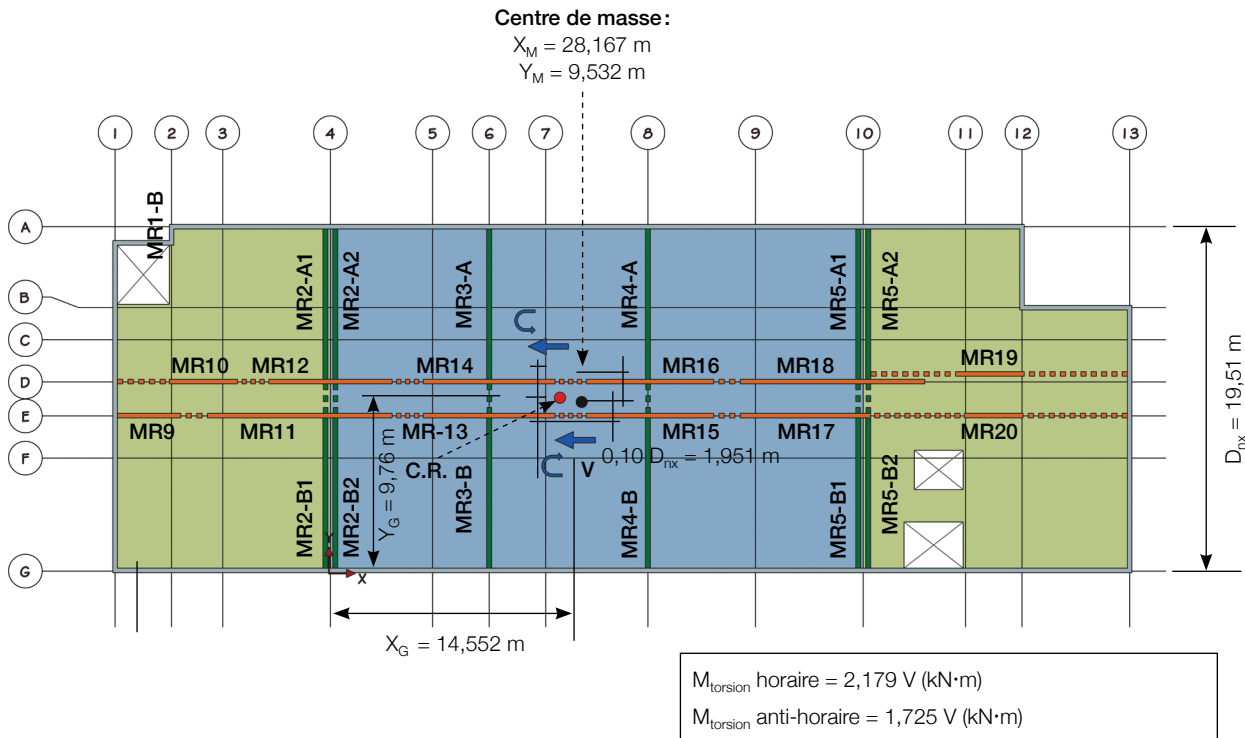 Centre de masse:
X_M = 28,167 m
Y_M = 9,532 m
1 2 3 4 5 6 7 8 9 10 11 12 13
A
B
C
D
E
F
G
MR1-B
MR2-A1
MR2-A2
MR3-A
MR4-A
MR5-A1
MR5-A2
MR10 MR12 MR14 MR16 MR18 MR19
MR9 MR11 MR-13 MR15 MR17 MR20
C.R.
V
0,10 D_nx = 1,951 m
Y_G = 9,76 m
MR2-B1
MR2-B2
MR3-B
MR4-B
MR5-B1
MR5-B2
D_nx = 19,51 m
Y
X
X_G = 14,552 m
M_torsion horaire = 2,179 V (kN·m)
M_torsion anti-horaire = 1,725 V (kN·m)